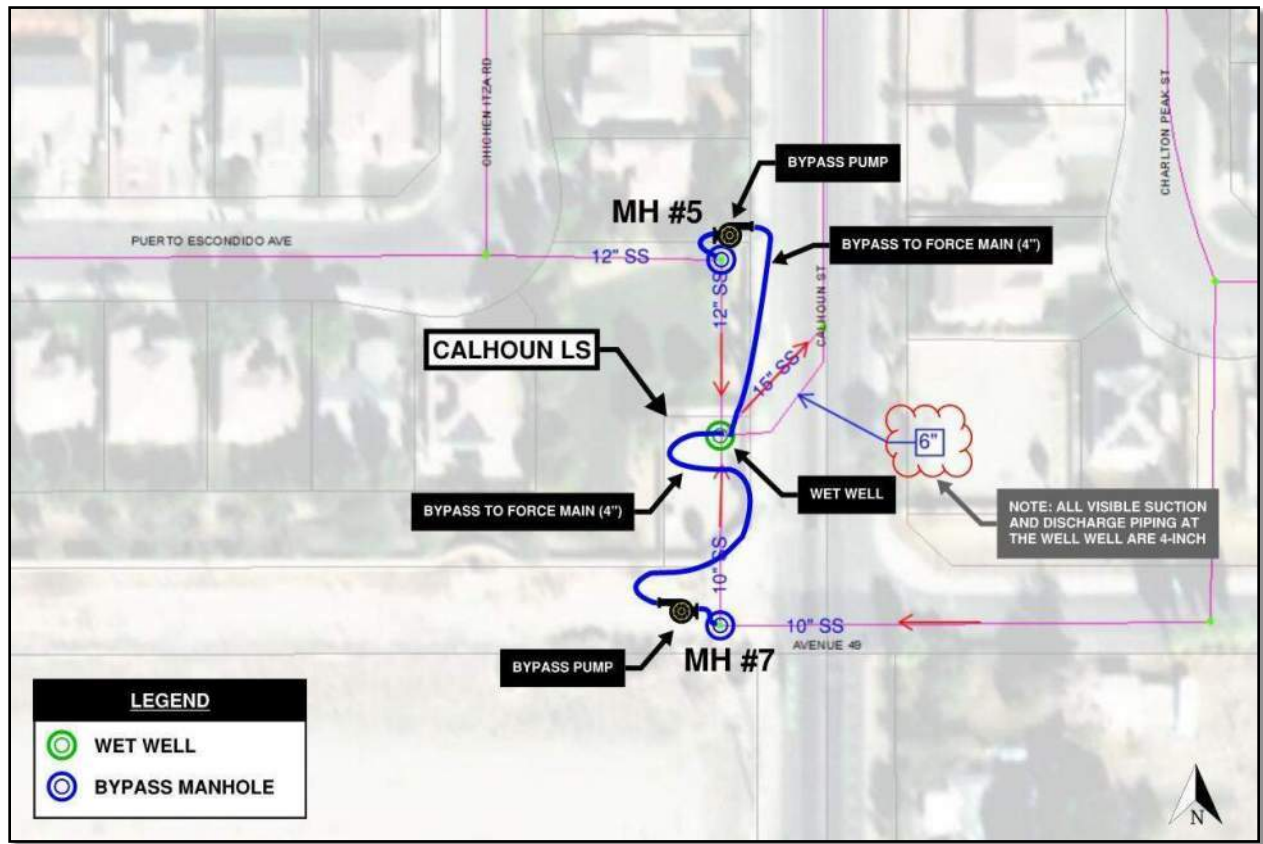 CHICHEN ITZA RD
CHARLTON PEAK ST
BYPASS PUMP
MH #5
PUERTO ESCONDIDO AVE
12" SS
BYPASS TO FORCE MAIN (4")
12" SS
CALHOUN ST
CALHOUN LS
15" SS
6"
WET WELL
BYPASS TO FORCE MAIN (4")
NOTE: ALL VISIBLE SUCTION
AND DISCHARGE PIPING AT
THE WELL WELL ARE 4-INCH
10" SS
10" SS
AVENUE 49
BYPASS PUMP
MH #7
LEGEND
WET WELL
BYPASS MANHOLE
N